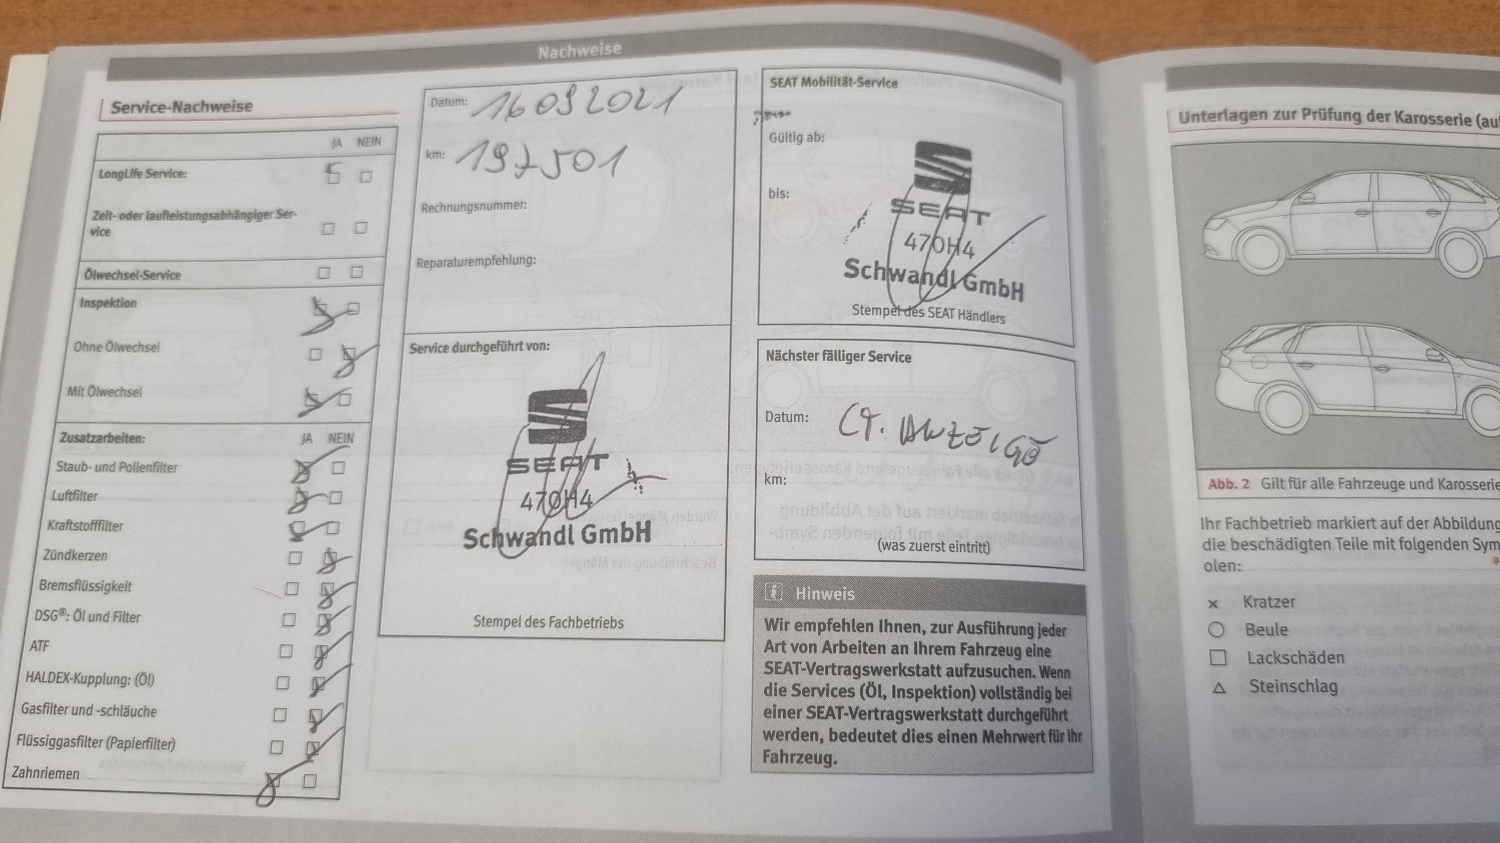 Nachweise
Service-Nachweise
JA NEIN
LongLife Service:
Zeit- oder laufleistungsabhängiger Ser-
vice
Ölwechsel-Service
Inspektion
Ohne Ölwechsel
Mit Ölwechsel
Zusatzarbeiten: JA NEIN
Staub- und Pollenfilter
Luftfilter
Kraftstofffilter
Zündkerzen
Bremsflüssigkeit
DSG®: Öl und Filter
ATF
HALDEX-Kupplung: (Öl)
Gasfilter und -schläuche
Flüssiggasfilter (Papierfilter)
Zahnriemen
Datum: 16 09 2021
km: 197501
Rechnungsnummer:
Reparaturempfehlung:
Service durchgeführt von:
SEAT
470H4
Schwandl GmbH
Stempel des Fachbetriebs
SEAT Mobilität-Service
Gültig ab:
bis:
SEAT
470H4
Schwandl GmbH
Stempel des SEAT Händlers
Nächster fälliger Service
Datum: LT. ANZEIGE
km:
(was zuerst eintritt)
Hinweis
Wir empfehlen Ihnen, zur Ausführung jeder
Art von Arbeiten an Ihrem Fahrzeug eine
SEAT-Vertragswerkstatt aufzusuchen. Wenn
die Services (Öl, Inspektion) vollständig bei
einer SEAT-Vertragswerkstatt durchgeführt
werden, bedeutet dies einen Mehrwert für Ihr
Fahrzeug.
Unterlagen zur Prüfung der Karosserie
Abb. 2 Gilt für alle Fahrzeuge und Karosserie
Ihr Fachbetrieb markiert auf der Abbildung
die beschädigten Teile mit folgenden Sym
olen:
x Kratzer
Beule
Lackschäden
Steinschlag